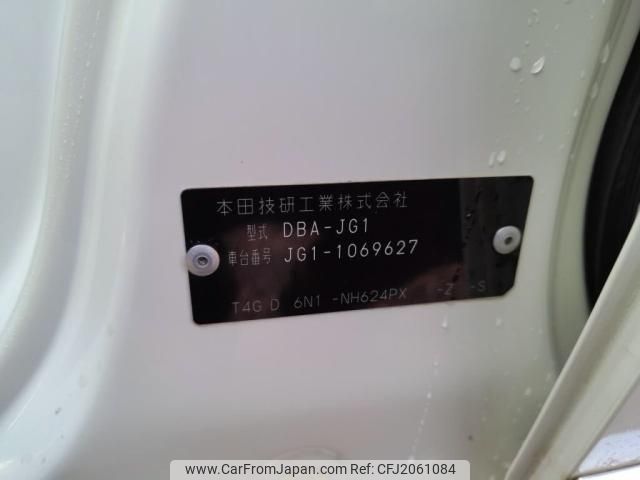 本田技研工業株式会社
型式 DBA-JG1
車台番号 JG1-1069627
T4G D 6N1 -NH624PX -Z -S
www.CarFromJapan.com | CarFromJapan: CFJ2061084